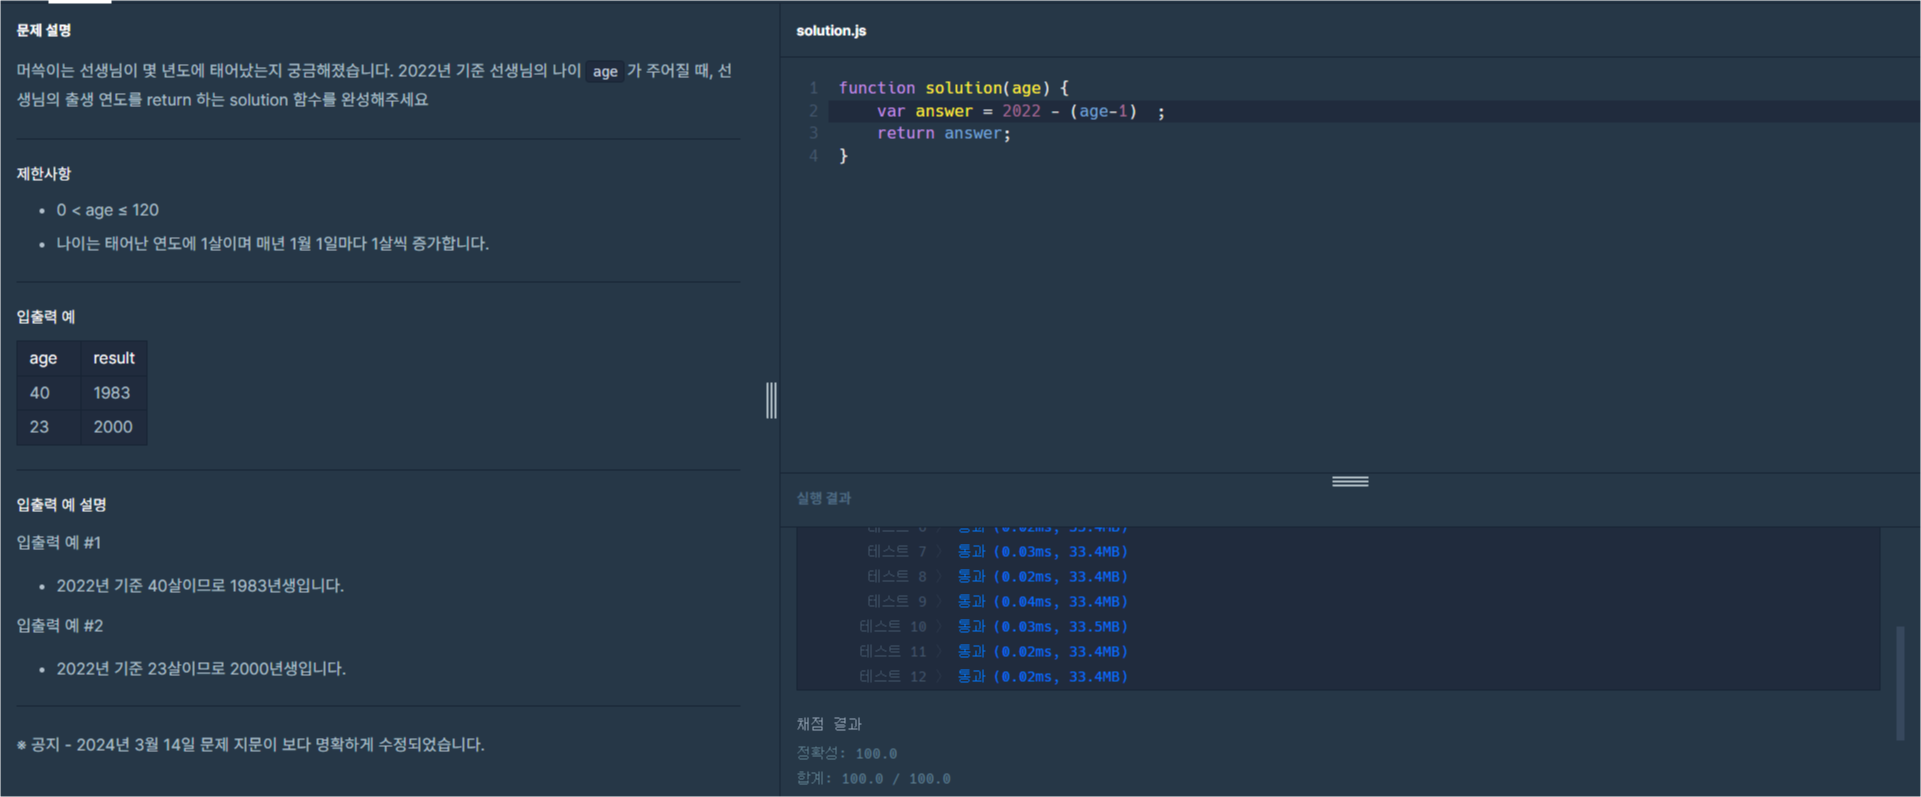 문제 설명
머쓱이는 선생님이 몇 년도에 태어났는지 궁금해졌습니다. 2022년 기준 선생님의 나이 age 가 주어질 때, 선
생님의 출생 연도를 return 하는 solution 함수를 완성해주세요
제한사항
• 0 < age ≤ 120
• 나이는 태어난 연도에 1살이며 매년 1월 1일마다 1살씩 증가합니다.
입출력 예
age result
40 1983
23 2000
입출력 예 설명
입출력 예 #1
• 2022년 기준 40살이므로 1983년생입니다.
입출력 예 #2
• 2022년 기준 23살이므로 2000년생입니다.
※ 공지 - 2024년 3월 14일 문제 지문이 보다 명확하게 수정되었습니다.
solution.js
1 function solution(age) {
2 var answer = 2022 - (age-1)  ;
3 return answer;
4 }
실행 결과
테스트 6 〉 통과 (0.02ms, 33.4MB)
테스트 7 〉 통과 (0.03ms, 33.4MB)
테스트 8 〉 통과 (0.02ms, 33.4MB)
테스트 9 〉 통과 (0.04ms, 33.4MB)
테스트 10 〉 통과 (0.03ms, 33.5MB)
테스트 11 〉 통과 (0.02ms, 33.4MB)
테스트 12 〉 통과 (0.02ms, 33.4MB)
채점 결과
정확성: 100.0
합계: 100.0 / 100.0